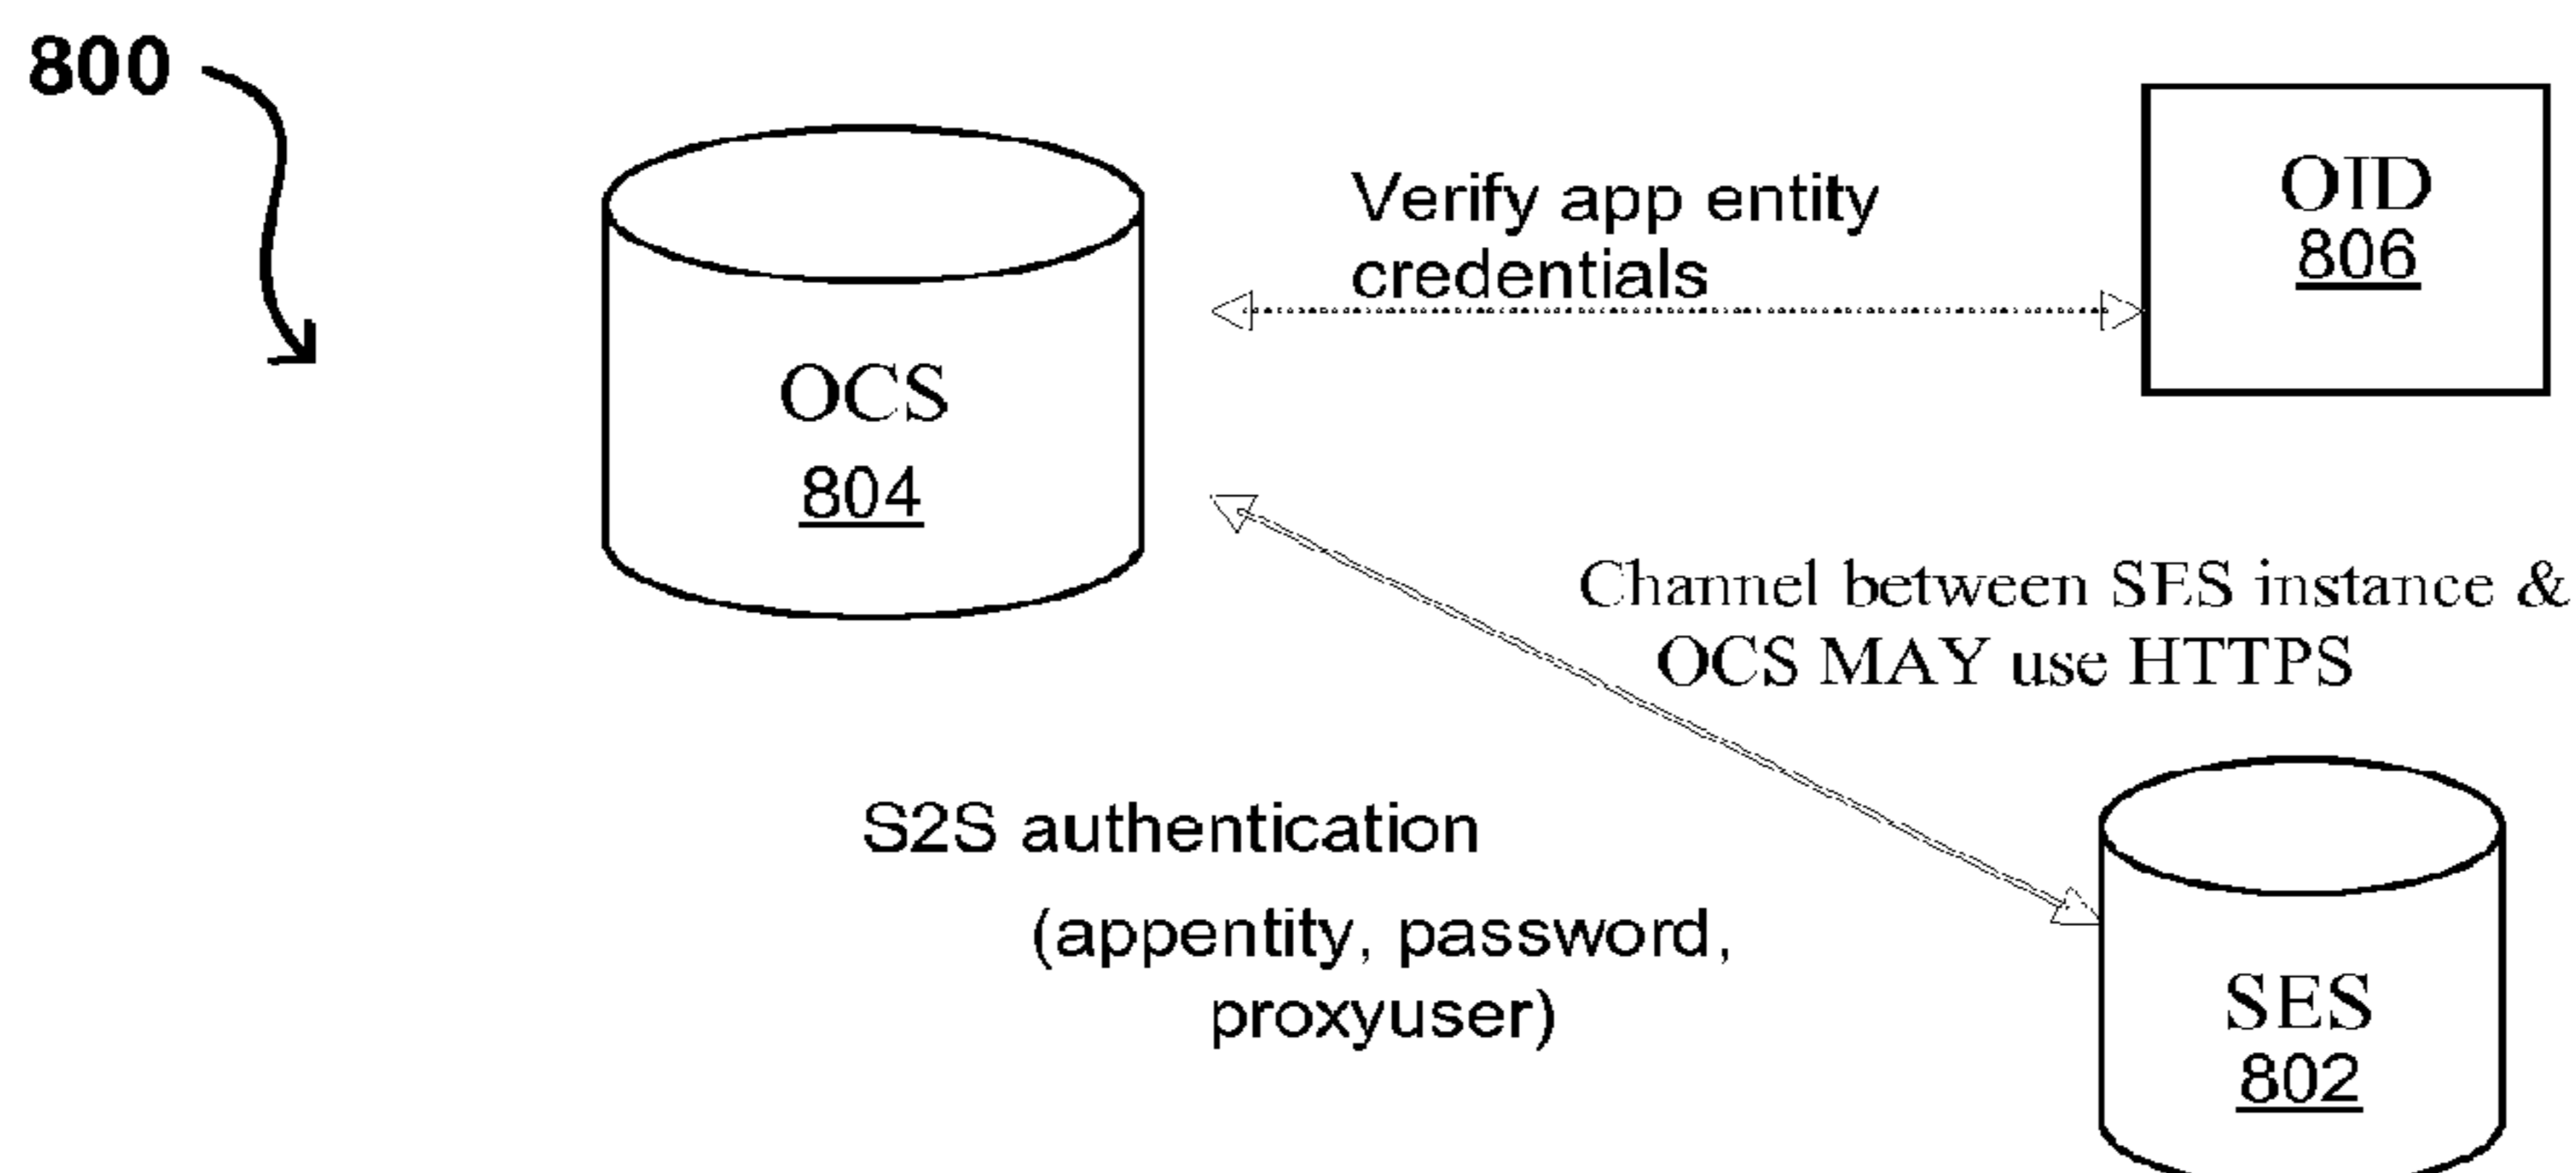 800
OCS
804
Verify app entity
credentials
OID
806
Channel between SES instance &
OCS MAY use HTTPS
S2S authentication
(appentity, password,
proxyuser)
SES
802